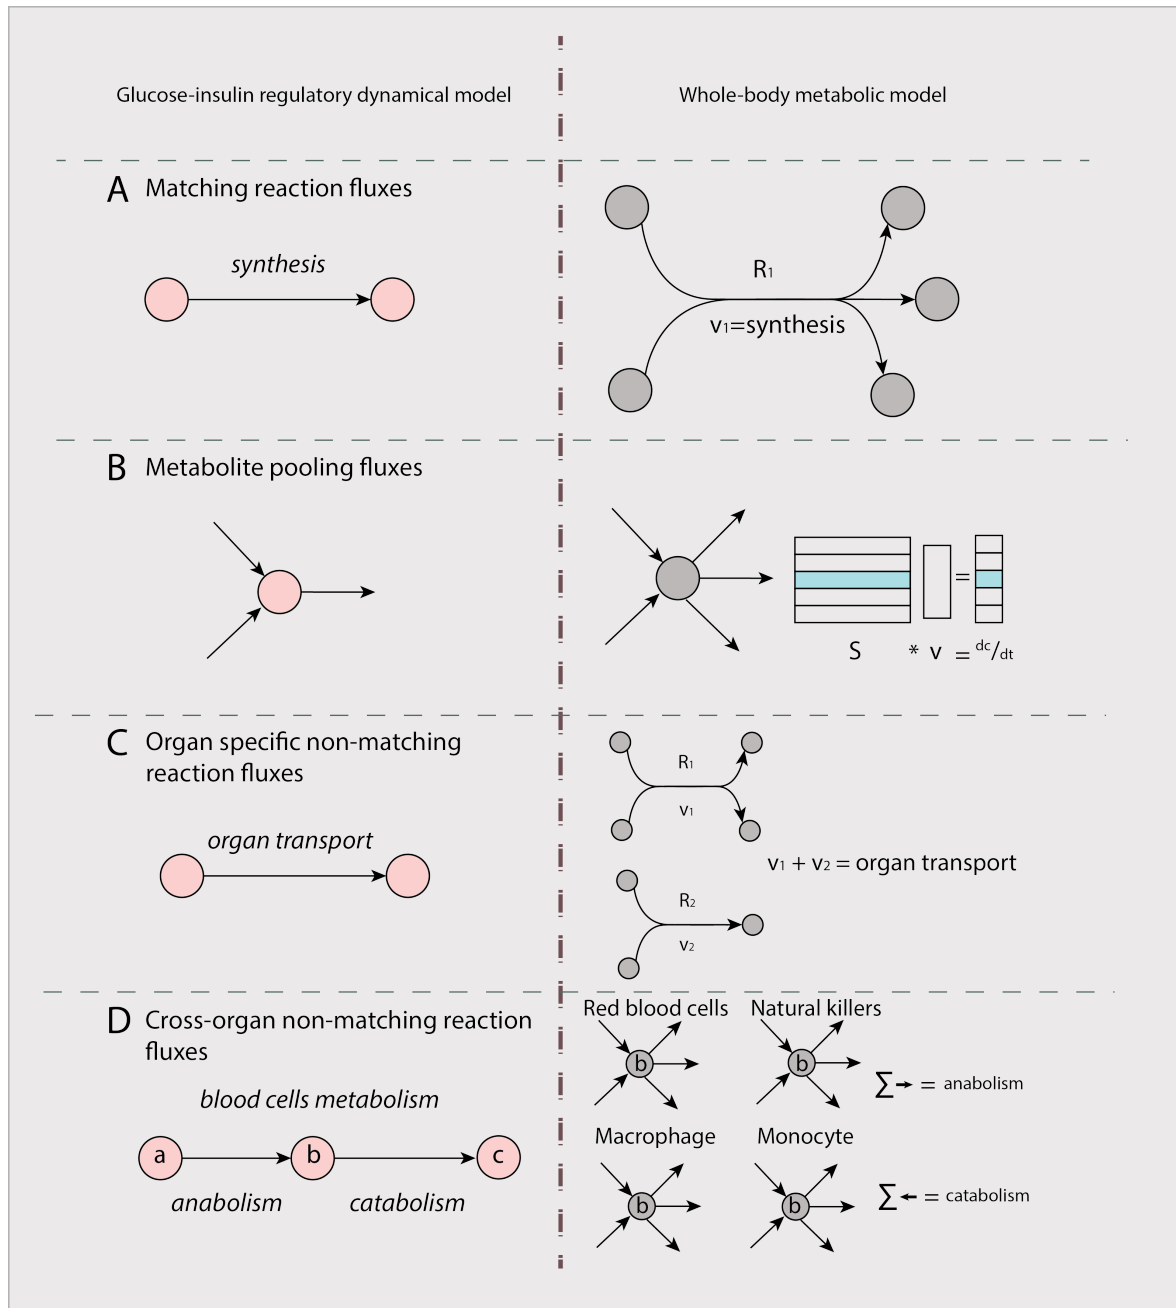 Glucose-insulin regulatory dynamical model
Whole-body metabolic model
A Matching reaction fluxes
synthesis
R1
v1=synthesis
B Metabolite pooling fluxes
=
S * v = dc/dt
C Organ specific non-matching
reaction fluxes
organ transport
R1
v1
v1 + v2 = organ transport
R2
v2
D Cross-organ non-matching reaction
fluxes
blood cells metabolism
a b c
anabolism catabolism
Red blood cells Natural killers
b b
∑→ = anabolism
Macrophage Monocyte
b b
∑← = catabolism